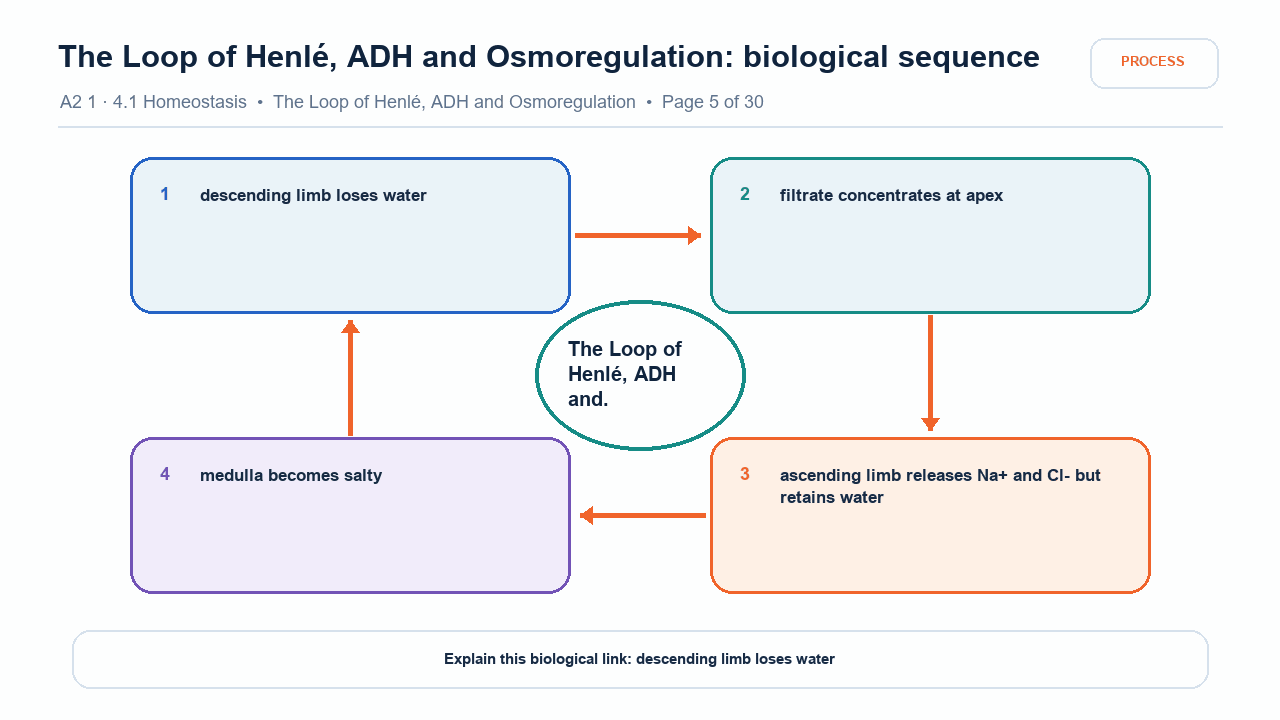 The Loop of Henlé, ADH and Osmoregulation: biological sequence
PROCESS
A2 1 · 4.1 Homeostasis • The Loop of Henlé, ADH and Osmoregulation • Page 5 of 30
1 descending limb loses water
2 filtrate concentrates at apex
The Loop of
Henlé, ADH
and.
4 medulla becomes salty
3 ascending limb releases Na+ and Cl- but
retains water
Explain this biological link: descending limb loses water